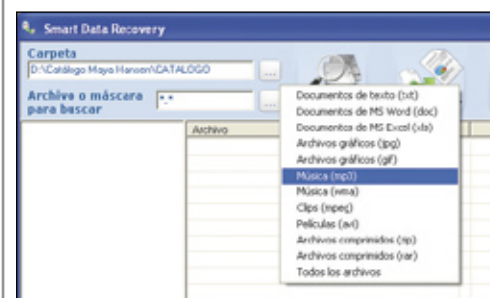 Smart Data Recovery
Carpeta
D:\Catálogo Maya Hansen\CATALOGO
...
Archivo o máscara
para buscar
*.*
...
Archivo
Documentos de texto (txt)
Documentos de MS Word (doc)
Documentos de MS Excel (xls)
Archivos gráficos (jpg)
Archivos gráficos (gif)
Música (mp3)
Música (wma)
Clips (mpeg)
Películas (avi)
Archivos comprimidos (zip)
Archivos comprimidos (rar)
Todos los archivos